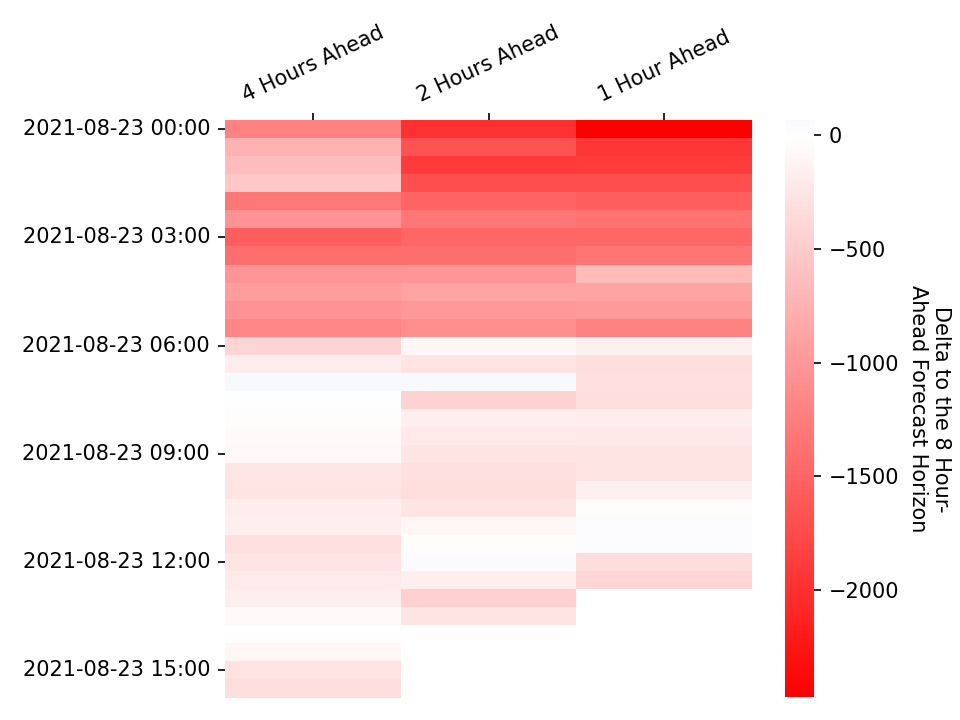 4 Hours Ahead
2 Hours Ahead
1 Hour Ahead
2021-08-23 00:00
2021-08-23 03:00
2021-08-23 06:00
2021-08-23 09:00
2021-08-23 12:00
2021-08-23 15:00
0
−500
−1000
−1500
−2000
Delta to the 8 Hour-
Ahead Forecast Horizon